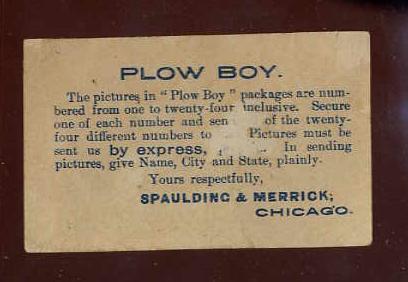 PLOW BOY.
The pictures in "Plow Boy" packages are num-
bered from one to twenty-four inclusive. Secure
one of each number and sen of the twenty-
four different numbers to Pictures must be
sent us by express, In sending
pictures, give Name, City and State, plainly.
Yours respectfully,
SPAULDING & MERRICK,
CHICAGO.